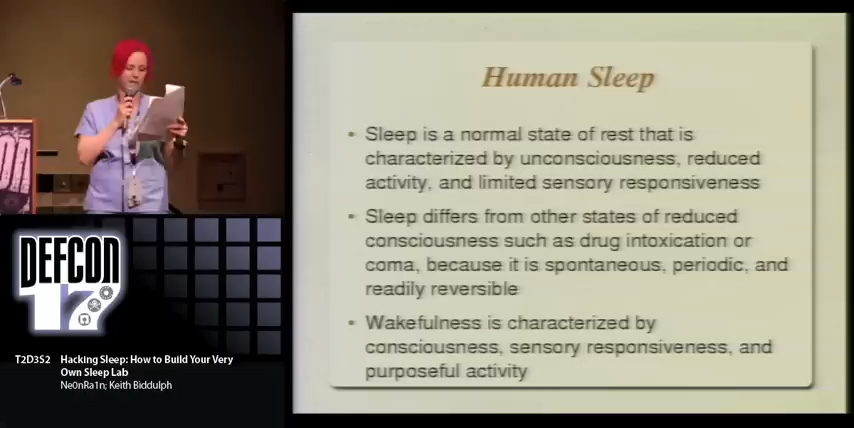 Human Sleep
Sleep is a normal state of rest that is
characterized by unconsciousness, reduced
activity, and limited sensory responsiveness
Sleep differs from other states of reduced
consciousness such as drug intoxication or
coma, because it is spontaneous, periodic, and
readily reversible
Wakefulness is characterized by
consciousness, sensory responsiveness, and
purposeful activity
DEFCON
17
T2D3S2 Hacking Sleep: How to Build Your Very
Own Sleep Lab
Ne0nRa1n; Keith Biddulph